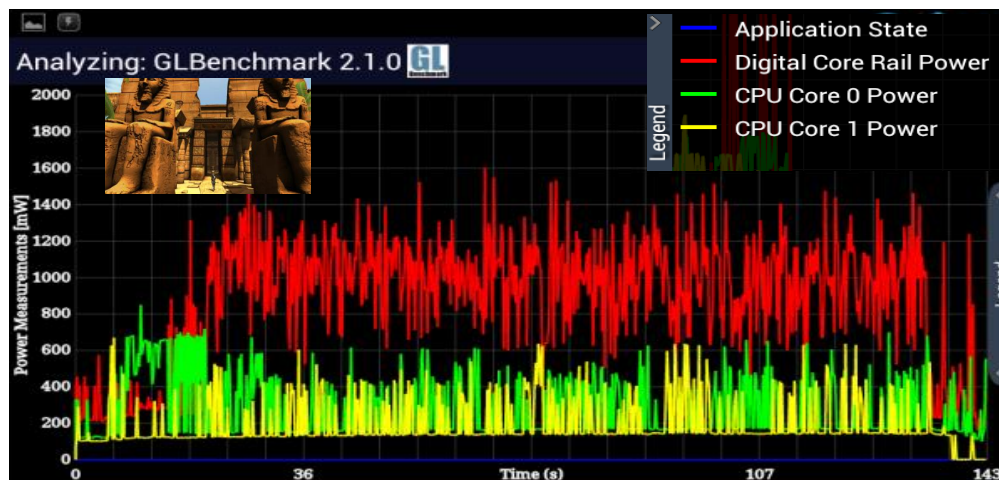 Analyzing: GLBenchmark 2.1.0 GL
Benchmark
Legend
Application State
Digital Core Rail Power
CPU Core 0 Power
CPU Core 1 Power
Power Measurements [mW]
2000
1800
1600
1400
1200
1000
800
600
400
200
0
0 36 Time (s) 107 143